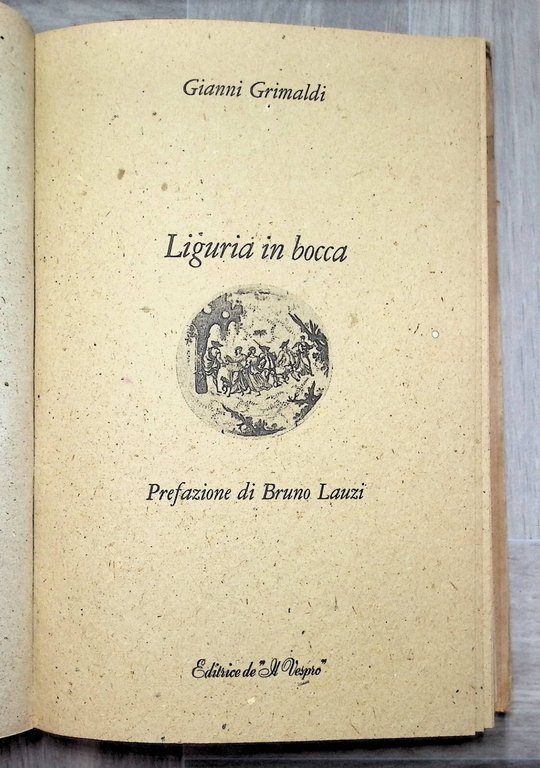 Gianni Grimaldi
Liguria in bocca
Prefazione di Bruno Lauzi
Editrice de "Il Vespro"